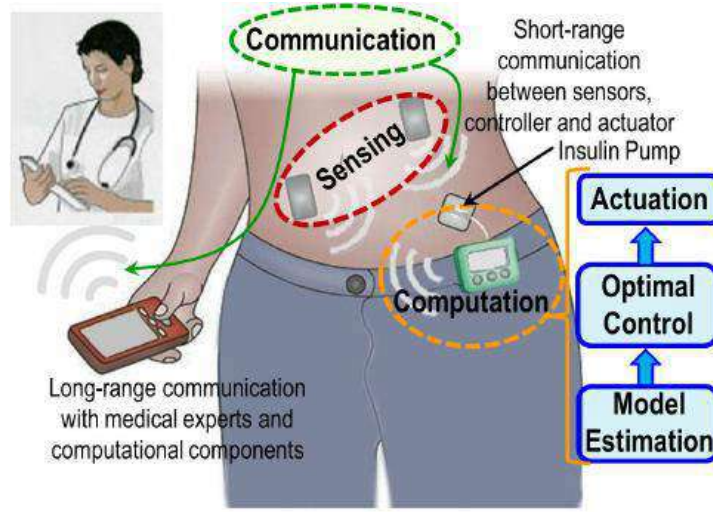 Communication
Short-range
communication
between sensors,
controller and actuator
Insulin Pump
Sensing
Actuation
Computation
Optimal
Control
Long-range communication
with medical experts and
computational components
Model
Estimation